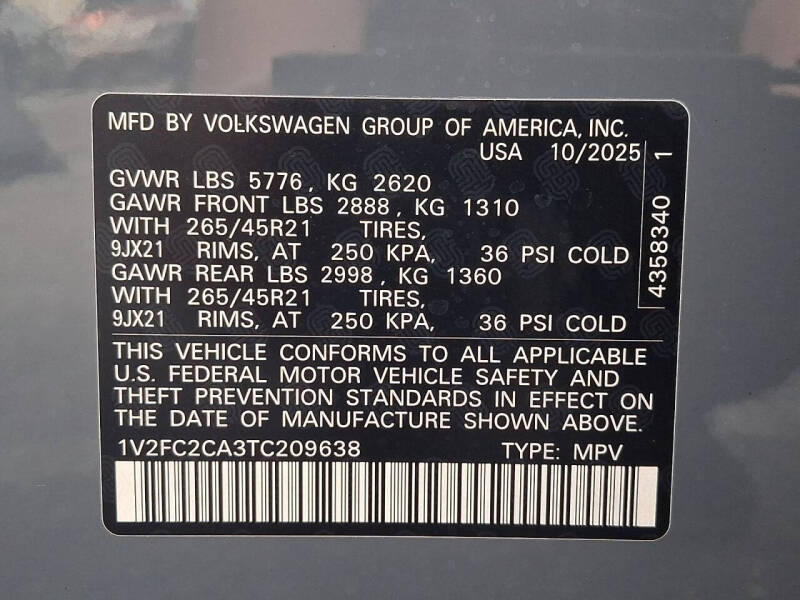 MFD BY VOLKSWAGEN GROUP OF AMERICA, INC.
USA 10/2025
GVWR LBS 5776, KG 2620
GAWR FRONT LBS 2888, KG 1310
WITH 265/45R21 TIRES,
9JX21 RIMS, AT 250 KPA, 36 PSI COLD
GAWR REAR LBS 2998, KG 1360
WITH 265/45R21 TIRES,
9JX21 RIMS, AT 250 KPA, 36 PSI COLD
4358340 1
THIS VEHICLE CONFORMS TO ALL APPLICABLE
U.S. FEDERAL MOTOR VEHICLE SAFETY AND
THEFT PREVENTION STANDARDS IN EFFECT ON
THE DATE OF MANUFACTURE SHOWN ABOVE.
1V2FC2CA3TC209638 TYPE: MPV